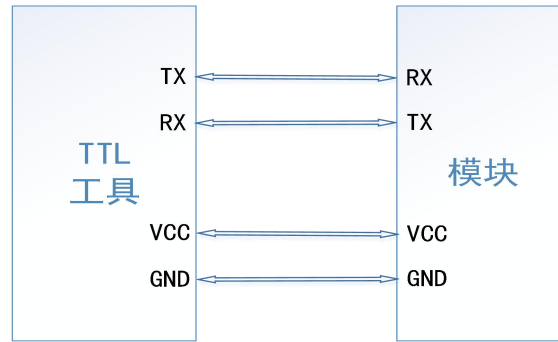 TX
RX
TTL
工具
VCC
GND
RX
TX
模块
VCC
GND